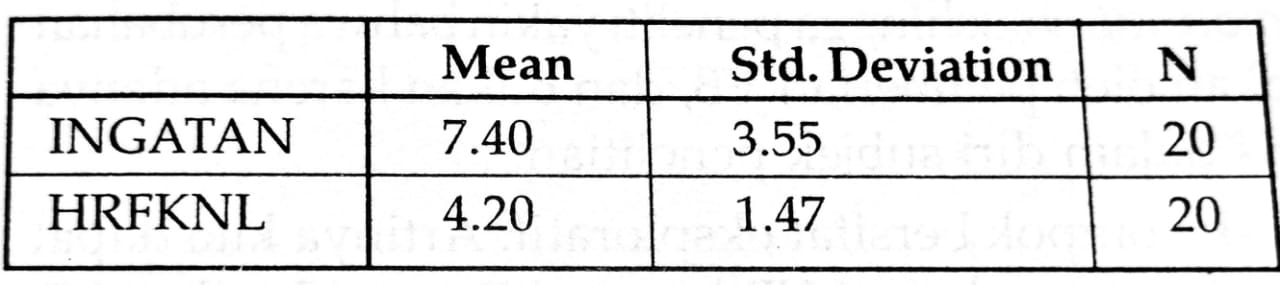 Mean Std. Deviation N
INGATAN 7.40 3.55 20
HRFKNL 4.20 1.47 20